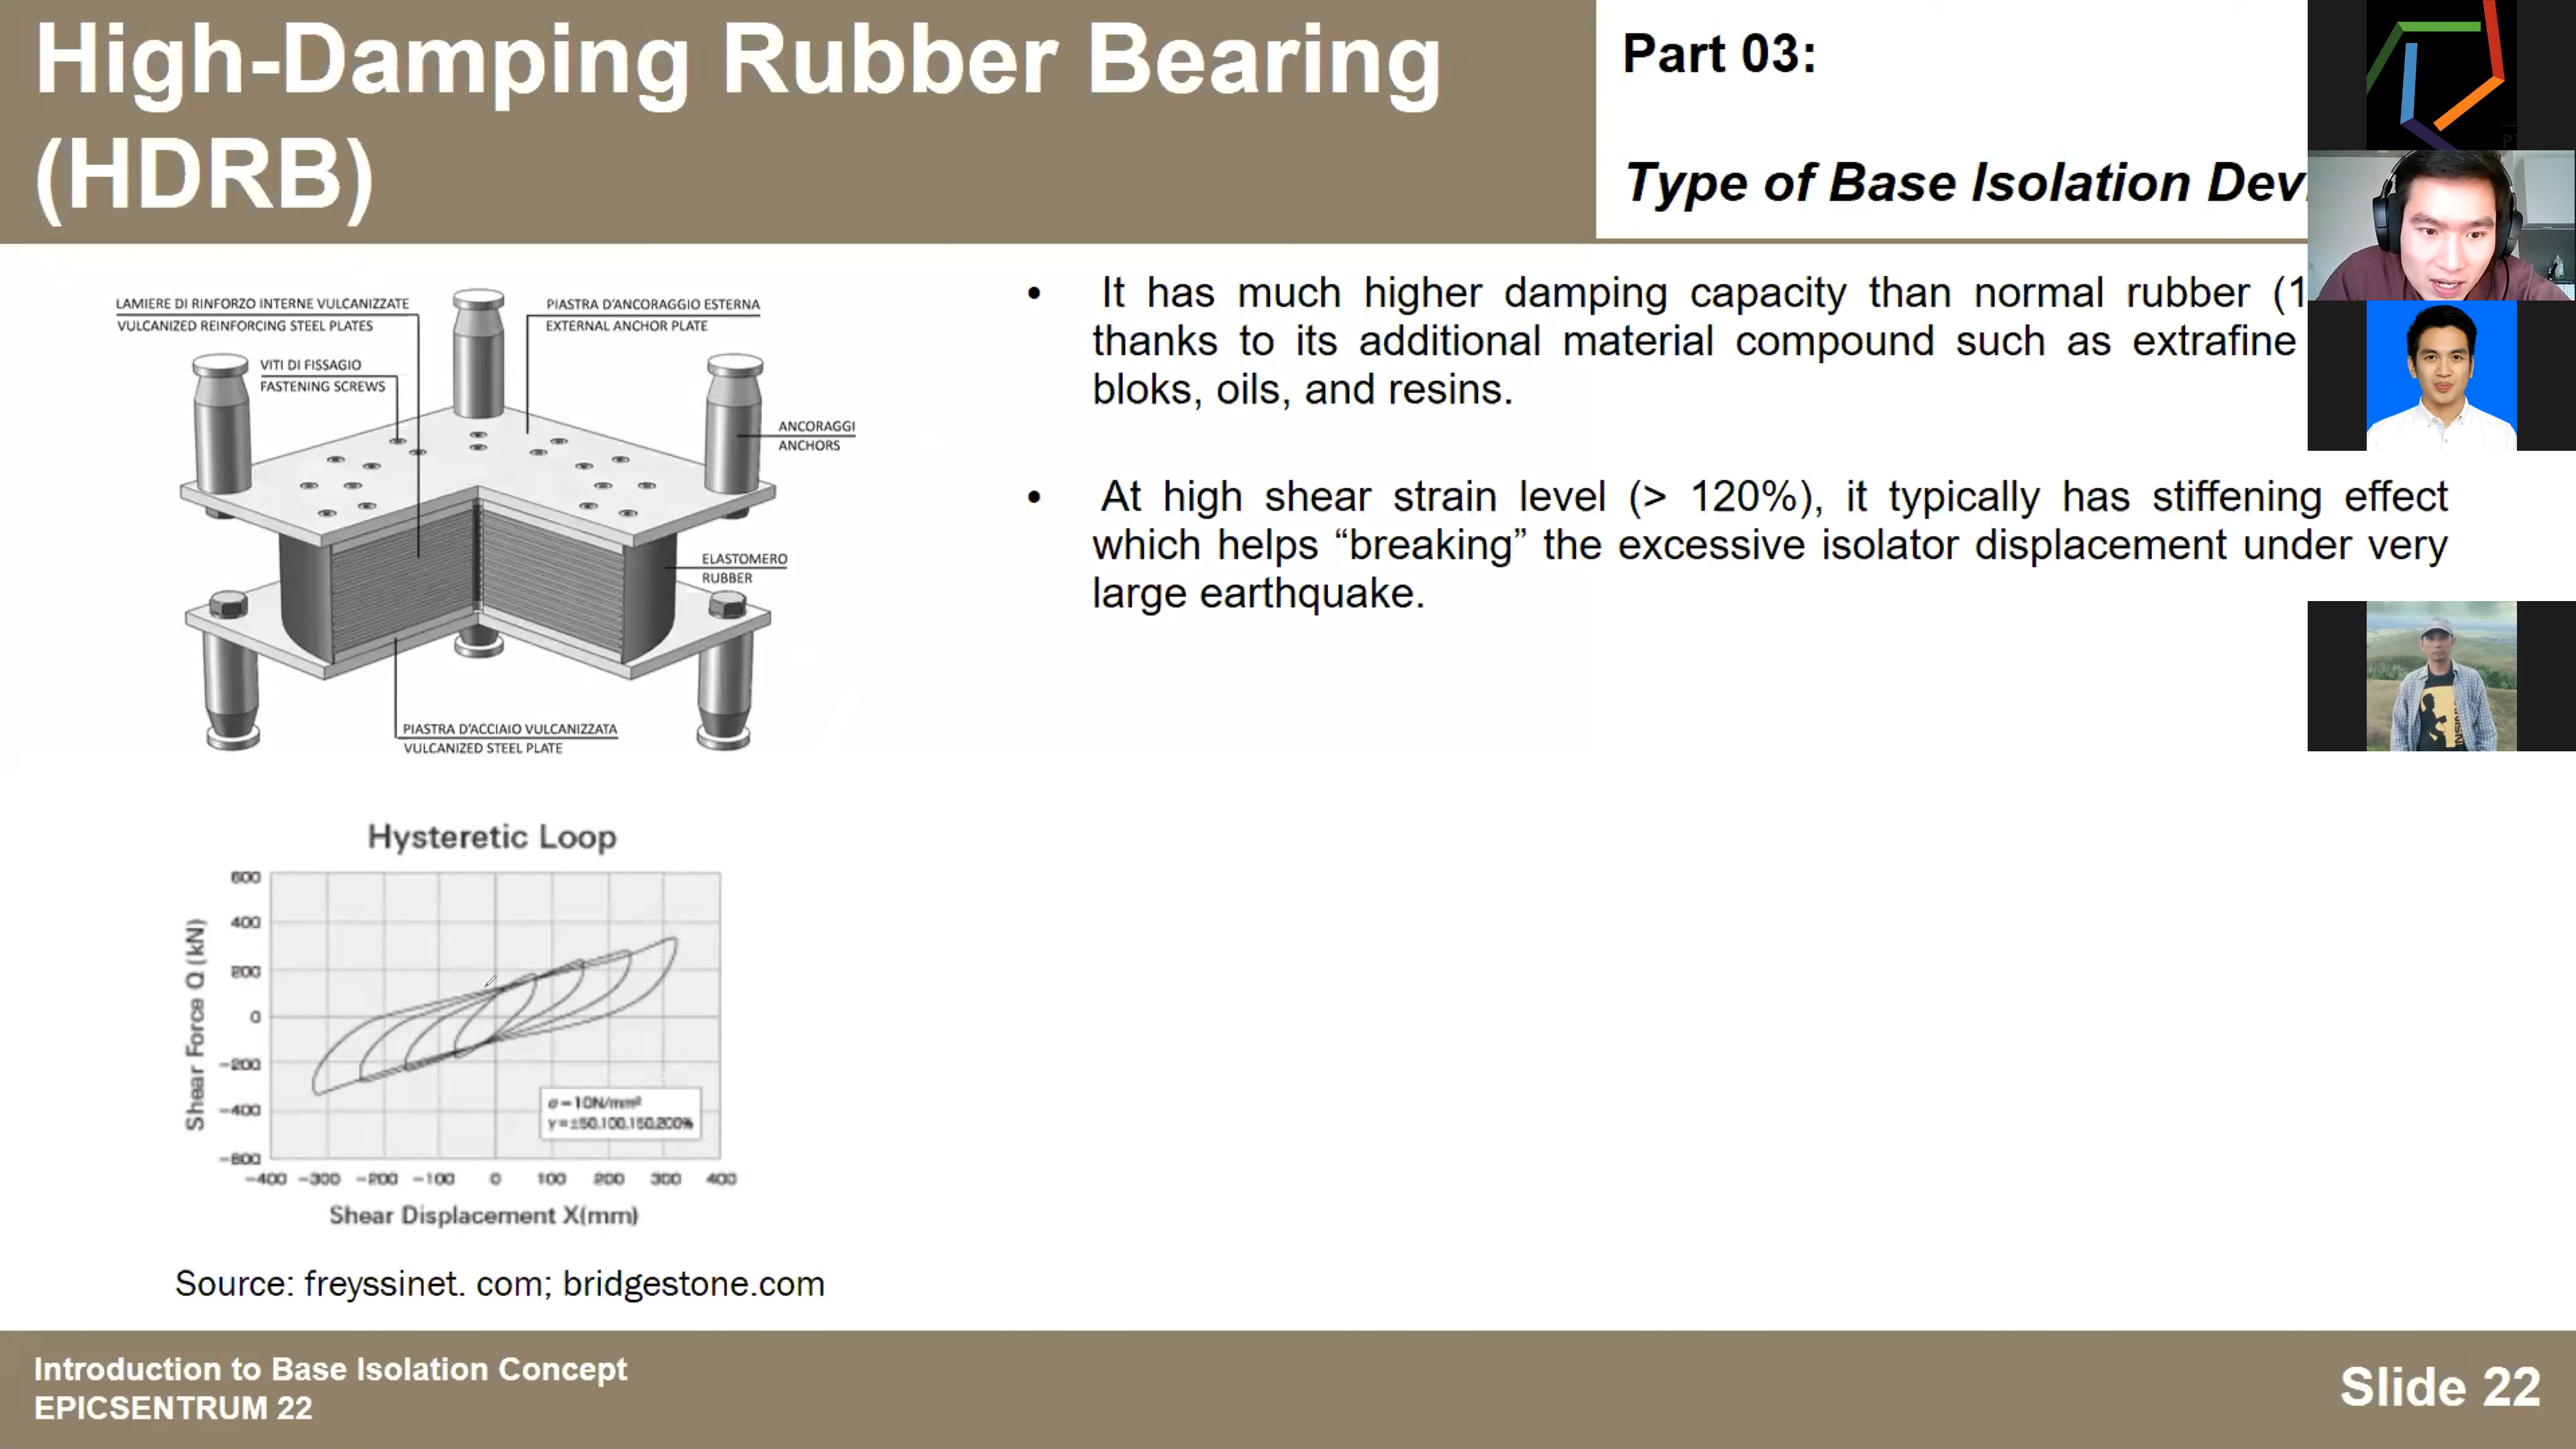 High-Damping Rubber Bearing
(HDRB)
Part 03:
Type of Base Isolation
LAMIERE DI RINFORZO INTERNE VULCANIZZATE
VULCANIZED REINFORCING STEEL PLATES
PIASTRA D'ANCORAGGIO ESTERNA
EXTERNAL ANCHOR PLATE
VITI DI FISSAGIO
FASTENING SCREWS
ANCORAGGI
ANCHORS
ELASTOMERO
RUBBER
PIASTRA D'ACCIAIO VULCANIZZATA
VULCANIZED STEEL PLATE
• It has much higher damping capacity than normal rubber
thanks to its additional material compound such as extrafine
bloks, oils, and resins.
• At high shear strain level (> 120%), it typically has stiffening effect
which helps “breaking” the excessive isolator displacement under very
large earthquake.
Hysteretic Loop
600
400
200
0
-200
-400
-600
Shear Force Q (kN)
σ=10N/mm²
γ=±50,100,150,200%
-400 -300 -200 -100 0 100 200 300 400
Shear Displacement X(mm)
Source: freyssinet. com; bridgestone.com
Introduction to Base Isolation Concept
EPICSENTRUM 22
Slide 22